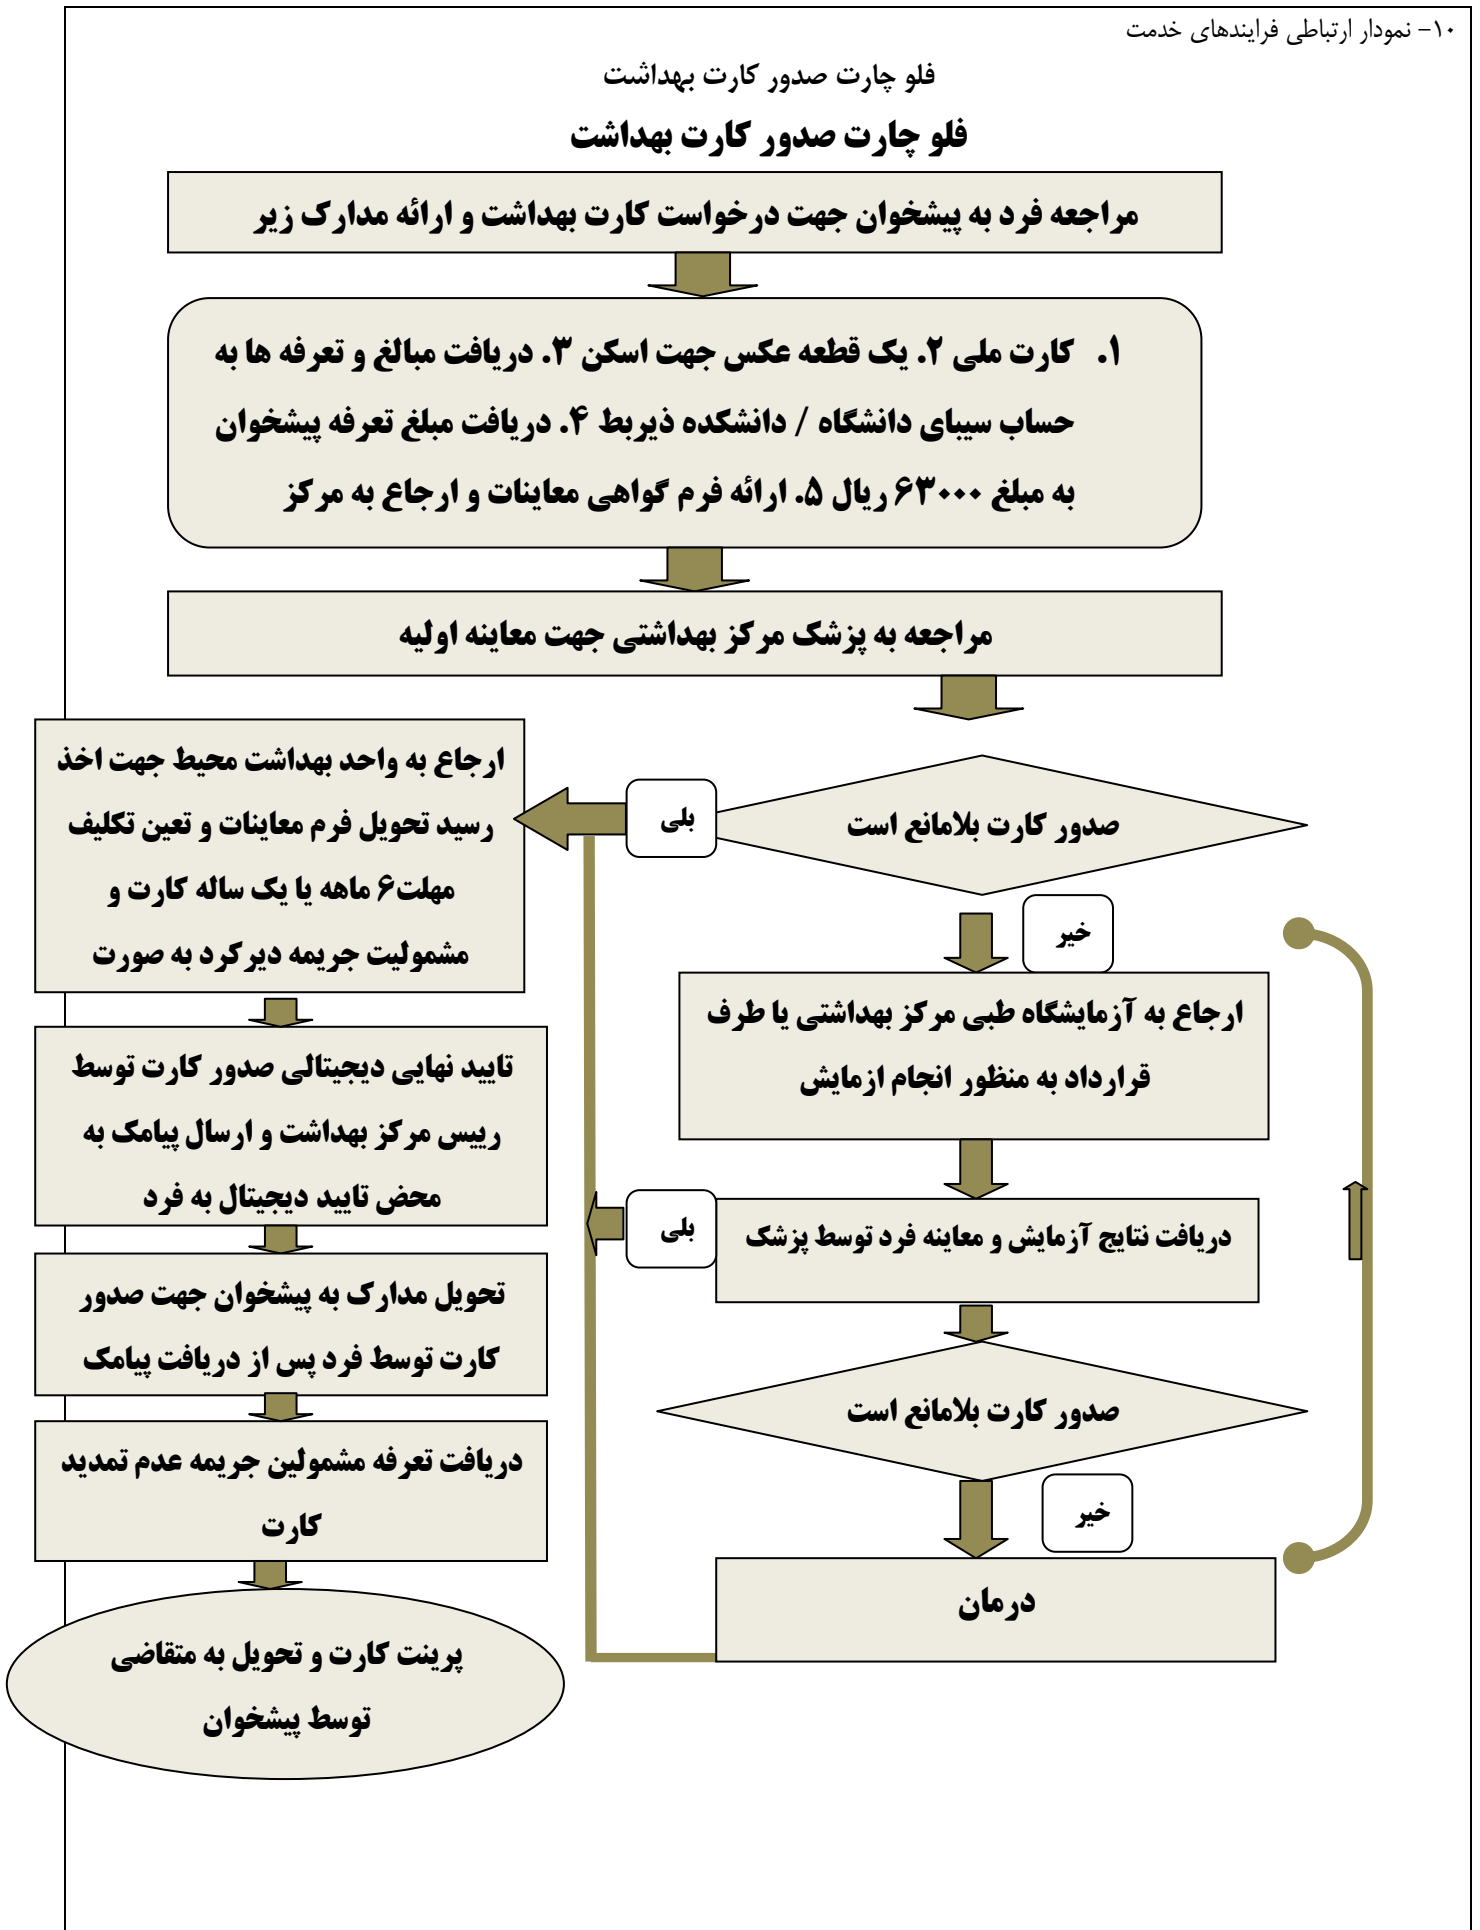 ۱۰- نمودار ارتباطی فرایندهای خدمت
فلو چارت صدور کارت بهداشت
فلو چارت صدور کارت بهداشت
مراجعه فرد به پیشخوان جهت درخواست کارت بهداشت و ارائه مدارک زیر
۱. کارت ملی ۲. یک قطعه عکس جهت اسکن ۳. دریافت مبالغ و تعرفه ها به
حساب سیبای دانشگاه / دانشکده ذیربط ۴. دریافت مبلغ تعرفه پیشخوان
به مبلغ ۶۳۰۰۰ ریال ۵. ارائه فرم گواهی معاینات و ارجاع به مرکز
مراجعه به پزشک مرکز بهداشتی جهت معاینه اولیه
صدور کارت بلامانع است
بلی
خیر
ارجاع به آزمایشگاه طبی مرکز بهداشتی یا طرف
قرارداد به منظور انجام ازمایش
دریافت نتایج آزمایش و معاینه فرد توسط پزشک
بلی
صدور کارت بلامانع است
خیر
درمان
ارجاع به واحد بهداشت محیط جهت اخذ
رسید تحویل فرم معاینات و تعین تکلیف
مهلت۶ ماهه یا یک ساله کارت و
مشمولیت جریمه دیرکرد به صورت
تایید نهایی دیجیتالی صدور کارت توسط
رییس مرکز بهداشت و ارسال پیامک به
محض تایید دیجیتال به فرد
تحویل مدارک به پیشخوان جهت صدور
کارت توسط فرد پس از دریافت پیامک
دریافت تعرفه مشمولین جریمه عدم تمدید
کارت
پرینت کارت و تحویل به متقاضی
توسط پیشخوان